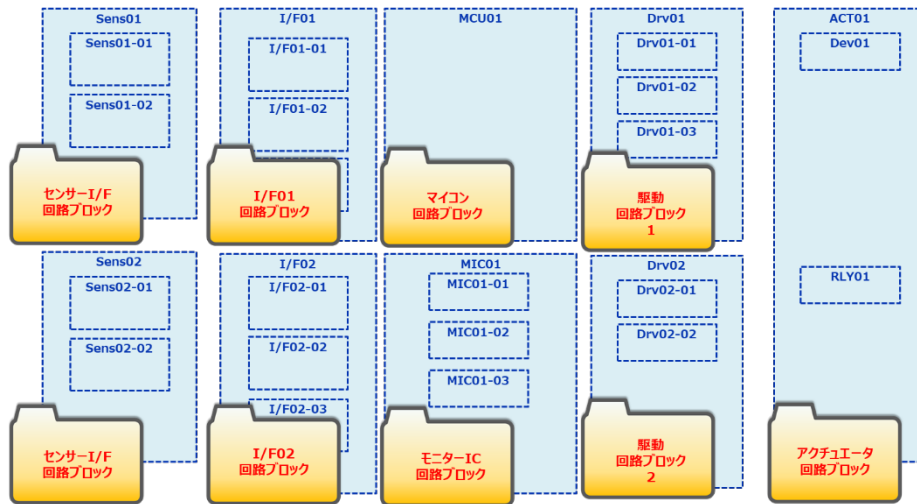 Sens01
Sens01-01
Sens01-02
センサーI/F
回路ブロック
I/F01
I/F01-01
I/F01-02
I/F01
回路ブロック
MCU01
マイコン
回路ブロック
Drv01
Drv01-01
Drv01-02
Drv01-03
駆動
回路ブロック
1
ACT01
Dev01
RLY01
アクチュエータ
回路ブロック
Sens02
Sens02-01
Sens02-02
センサーI/F
回路ブロック
I/F02
I/F02-01
I/F02-02
I/F02-03
I/F02
回路ブロック
MIC01
MIC01-01
MIC01-02
MIC01-03
モニターIC
回路ブロック
Drv02
Drv02-01
Drv02-02
駆動
回路ブロック
2